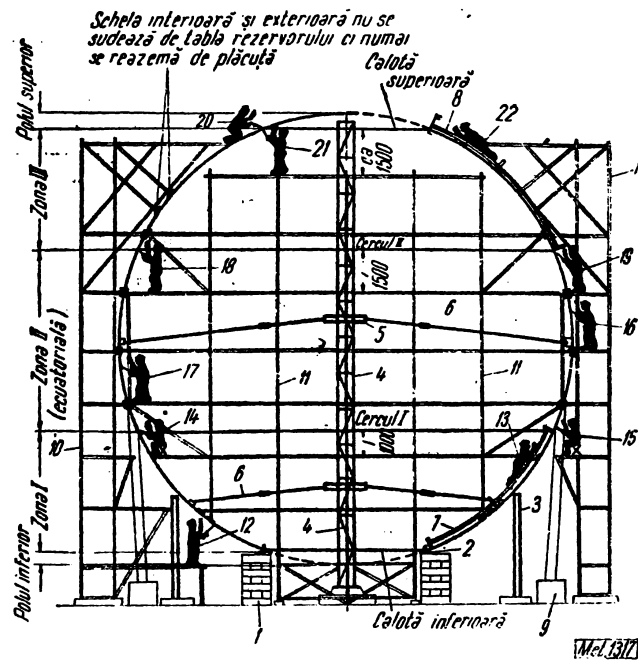 Schela interioară și exterioară nu se
sudează de tabla rezervorului ci numai
se reazemă de plăcuță
Calotă
superioară
Polul superior
Zona III
Zona II
(ecuatorială)
Zona I
Polul inferior
20
21
8
22
ca
1500
Cercul II
1500
18
19
6
5
16
17
11
4
11
14
10
Cercul I
1000
13
15
6
3
12
4
7
2
1
Calotă inferioară
9